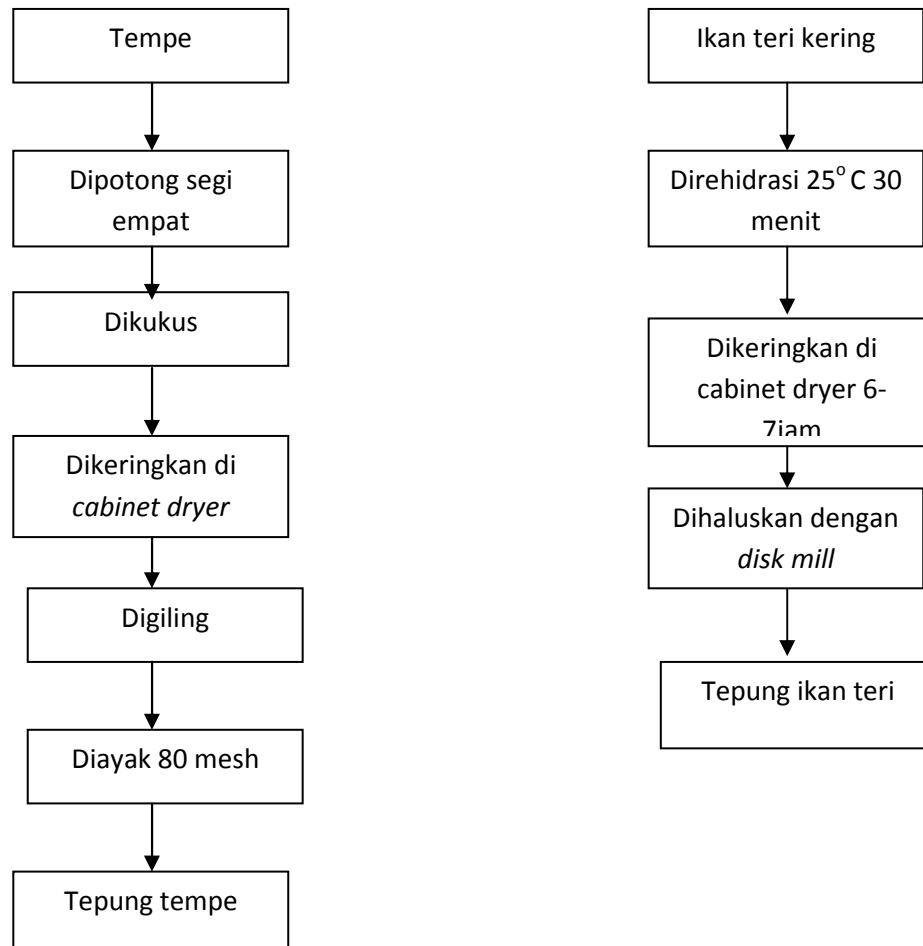 Tempe
Dipotong segi
empat
Dikukus
Dikeringkan di
cabinet dryer
Digiling
Diayak 80 mesh
Tepung tempe
Ikan teri kering
Direhidrasi 25° C 30
menit
Dikeringkan di
cabinet dryer 6-
7jam
Dihaluskan dengan
disk mill
Tepung ikan teri